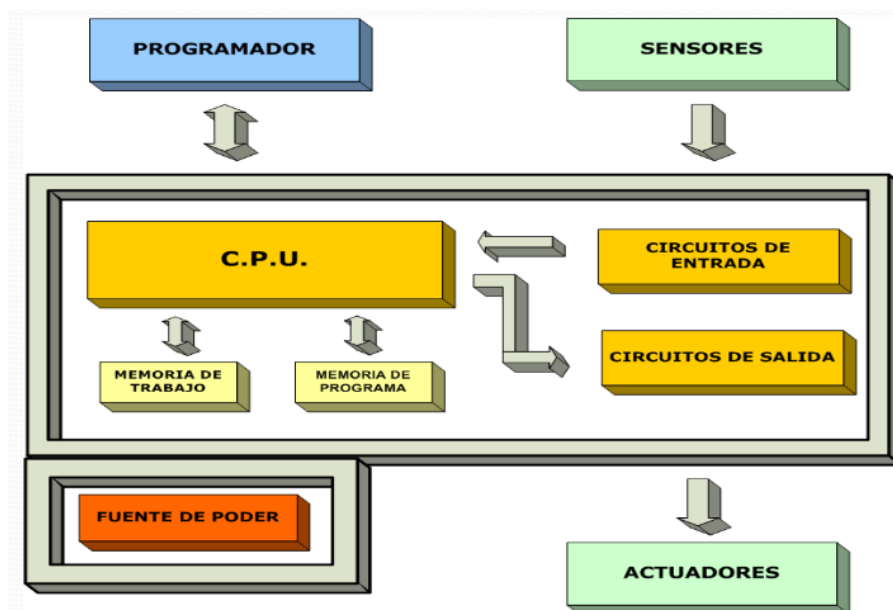 PROGRAMADOR
SENSORES
C.P.U.
CIRCUITOS DE
ENTRADA
CIRCUITOS DE SALIDA
MEMORIA DE
TRABAJO
MEMORIA DE
PROGRAMA
FUENTE DE PODER
ACTUADORES